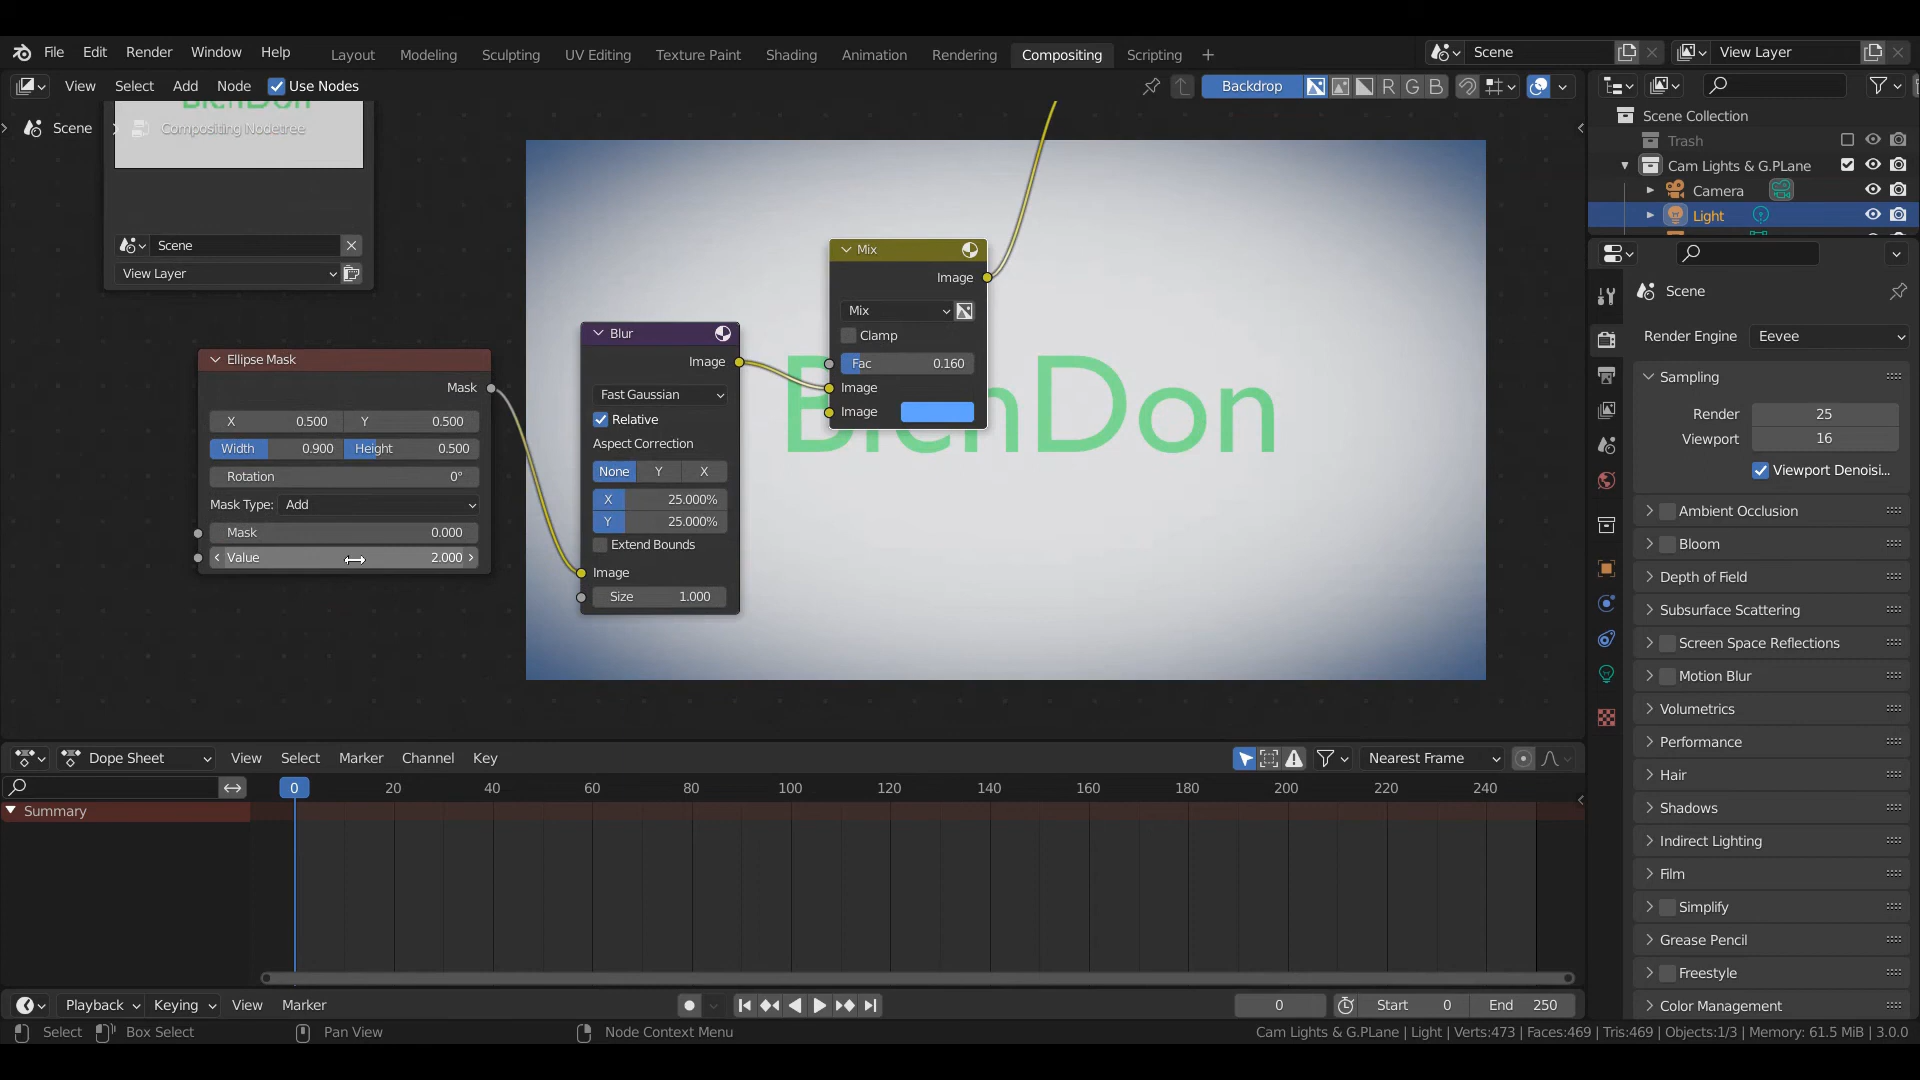 File Edit Render Window Help Layout Modeling Sculpting UV Editing Texture Paint Shading Animation Rendering Compositing Scripting + Scene View Layer
View Select Add Node Use Nodes Backdrop R G B
Scene Compositing Nodetree
Scene
View Layer
Ellipse Mask
Mask
X 0.500 Y 0.500
Width 0.900 Height 0.500
Rotation 0°
Mask Type: Add
Mask 0.000
Value 2.000
Blur
Image
Fast Gaussian
Relative
Aspect Correction
None Y X
X 25.000%
Y 25.000%
Extend Bounds
Image
Size 1.000
Mix
Image
Mix
Clamp
Fac 0.160
Image
Image
Scene Collection
Trash
Cam Lights & G.PLane
Camera
Light
Scene
Render Engine Eevee
Sampling
Render 25
Viewport 16
Viewport Denoisi...
Ambient Occlusion
Bloom
Depth of Field
Subsurface Scattering
Screen Space Reflections
Motion Blur
Volumetrics
Performance
Hair
Shadows
Indirect Lighting
Film
Simplify
Grease Pencil
Freestyle
Color Management
Dope Sheet View Select Marker Channel Key Nearest Frame
0 20 40 60 80 100 120 140 160 180 200 220 240
Summary
Playback Keying View Marker 0 Start 0 End 250
Select Box Select Pan View Node Context Menu Cam Lights & G.PLane | Light | Verts:473 | Faces:469 | Tris:469 | Objects:1/3 | Memory: 61.5 MiB | 3.0.0